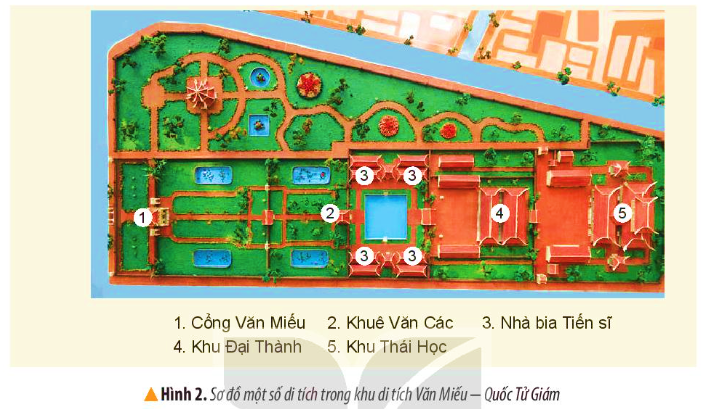 3 3
1 2 4 5
3 3
1. Cổng Văn Miếu 2. Khuê Văn Các 3. Nhà bia Tiến sĩ
4. Khu Đại Thành 5. Khu Thái Học
Hình 2. Sơ đồ một số di tích trong khu di tích Văn Miếu – Quốc Tử Giám